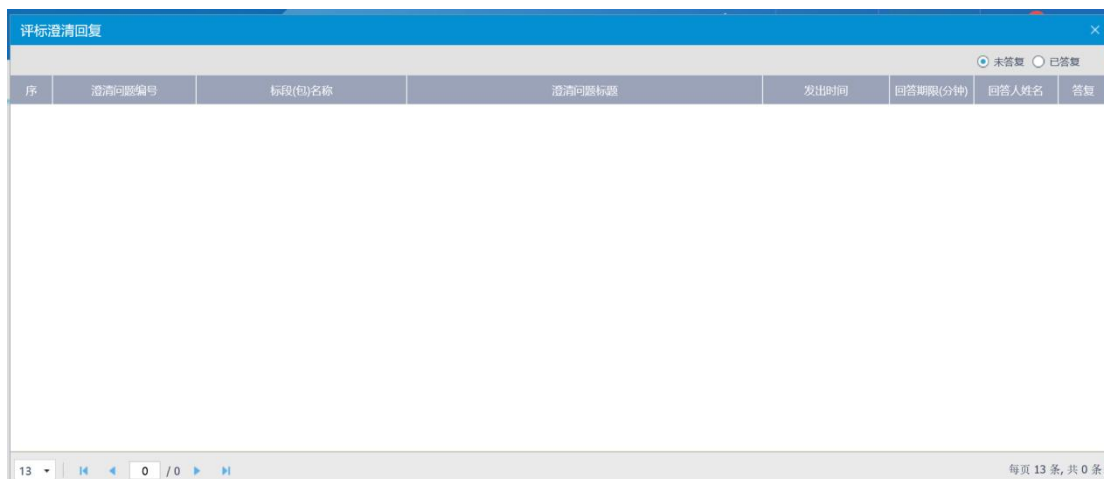 评标澄清回复
未答复 已答复
序 澄清问题编号 标段(包)名称 澄清问题标题 发出时间 回答期限(分钟) 回答人姓名 答复
13 0 / 0 每页 13 条, 共 0 条